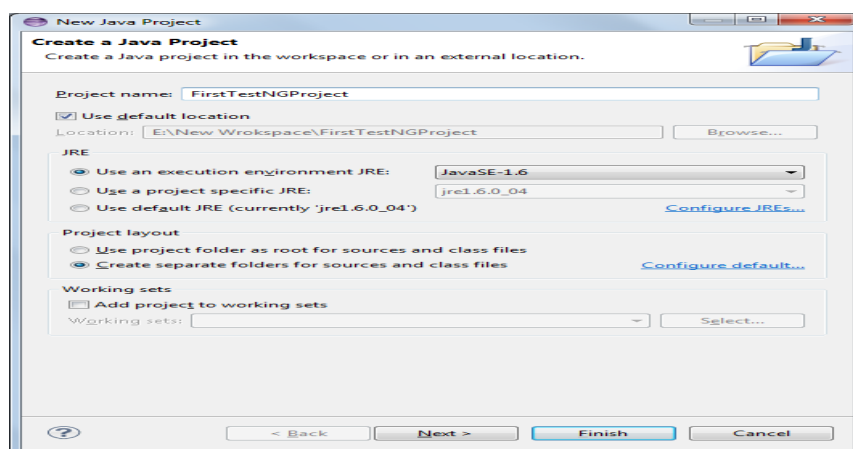 New Java Project
Create a Java Project
Create a Java project in the workspace or in an external location.
Project name: FirstTestNGProject
Use default location
Location: E:\New Wrokspace\FirstTestNGProject Browse...
JRE
Use an execution environment JRE: JavaSE-1.6
Use a project specific JRE: jre1.6.0_04
Use default JRE (currently 'jre1.6.0_04') Configure JREs...
Project layout
Use project folder as root for sources and class files
Create separate folders for sources and class files Configure default...
Working sets
Add project to working sets
Working sets: Select...
? < Back Next > Finish Cancel